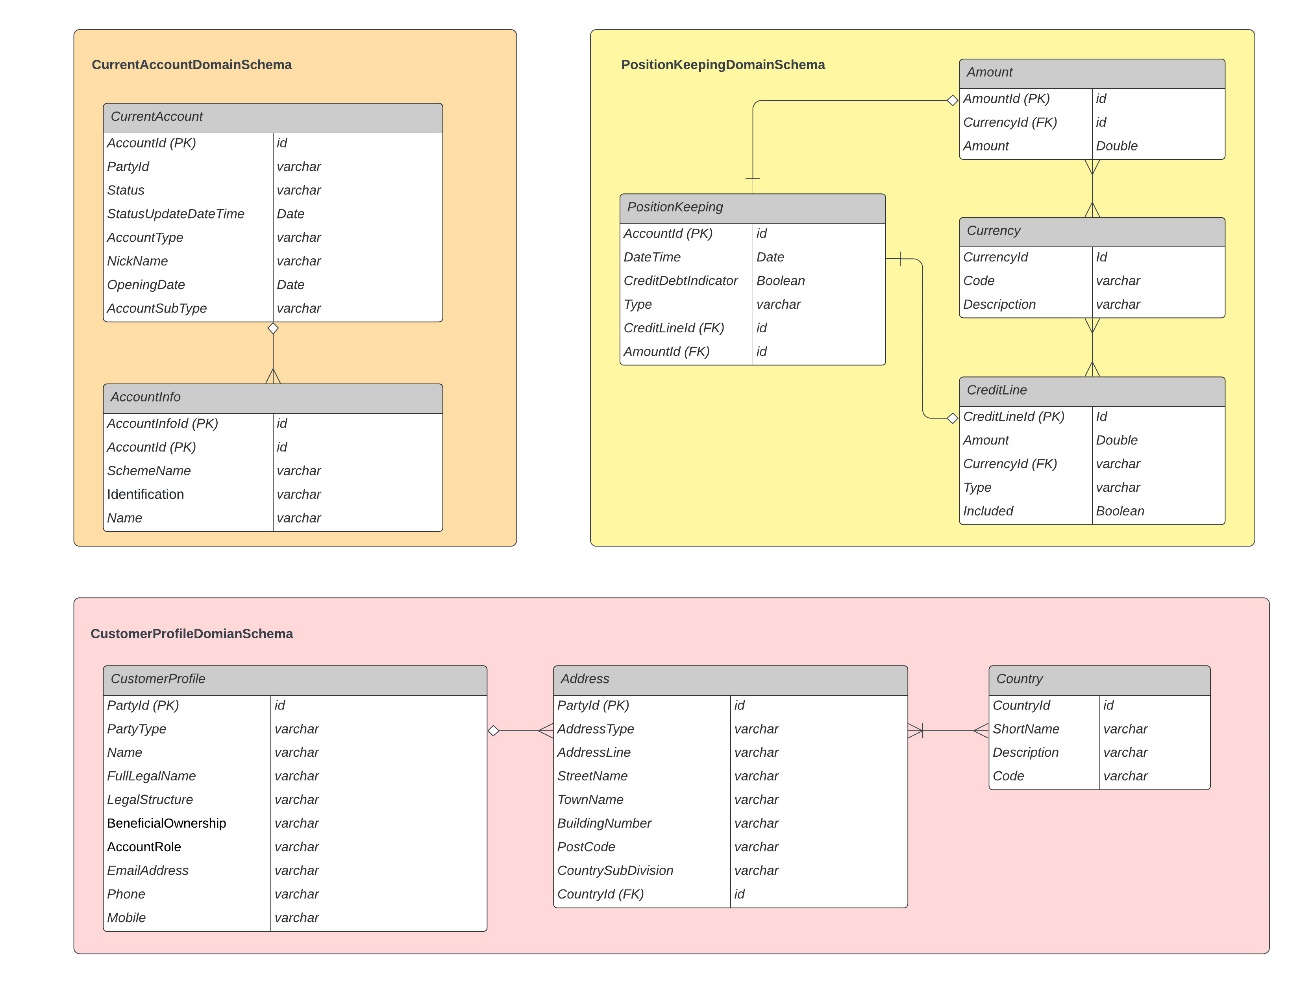 CurrentAccountDomainSchema
CurrentAccount
AccountId (PK) id
PartyId varchar
Status varchar
StatusUpdateDateTime Date
AccountType varchar
NickName varchar
OpeningDate Date
AccountSubType varchar
AccountInfo
AccountInfoId (PK) id
AccountId (PK) id
SchemeName varchar
Identification varchar
Name varchar
PositionKeepingDomainSchema
Amount
AmountId (PK) id
CurrencyId (FK) id
Amount Double
PositionKeeping
AccountId (PK) id
DateTime Date
CreditDebtIndicator Boolean
Type varchar
CreditLineId (FK) id
AmountId (FK) id
Currency
CurrencyId Id
Code varchar
Descripction varchar
CreditLine
CreditLineId (PK) Id
Amount Double
CurrencyId (FK) varchar
Type varchar
Included Boolean
CustomerProfileDomianSchema
CustomerProfile
PartyId (PK) id
PartyType varchar
Name varchar
FullLegalName varchar
LegalStructure varchar
BeneficialOwnership varchar
AccountRole varchar
EmailAddress varchar
Phone varchar
Mobile varchar
Address
PartyId (PK) id
AddressType varchar
AddressLine varchar
StreetName varchar
TownName varchar
BuildingNumber varchar
PostCode varchar
CountrySubDivision varchar
CountryId (FK) id
Country
CountryId id
ShortName varchar
Description varchar
Code varchar